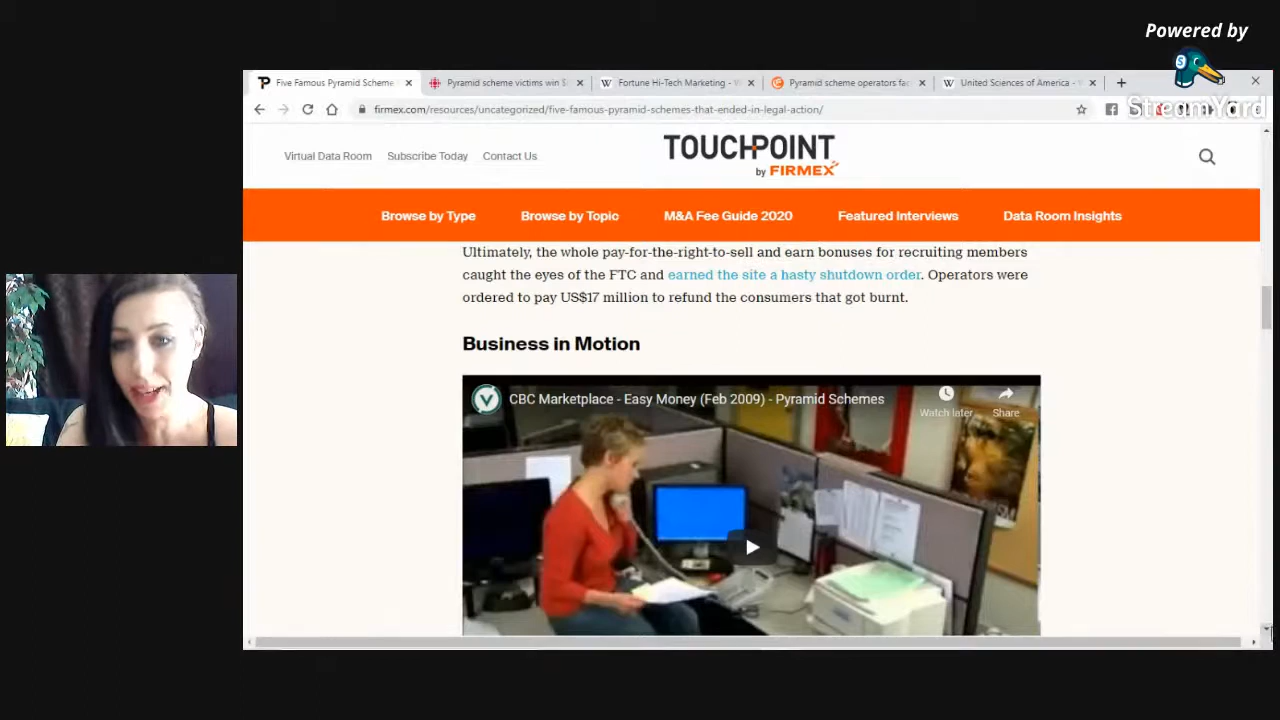 Powered by
StreamYard
Five Famous Pyramid Scheme
Pyramid scheme victims win $
Fortune Hi-Tech Marketing -
Pyramid scheme operators fac
United Sciences of America -
firmex.com/resources/uncategorized/five-famous-pyramid-schemes-that-ended-in-legal-action/
Virtual Data Room Subscribe Today Contact Us
TOUCHPOINT
by FIRMEX
Browse by Type Browse by Topic M&A Fee Guide 2020 Featured Interviews Data Room Insights
Ultimately, the whole pay-for-the-right-to-sell and earn bonuses for recruiting members
caught the eyes of the FTC and earned the site a hasty shutdown order. Operators were
ordered to pay US$17 million to refund the consumers that got burnt.
Business in Motion
CBC Marketplace - Easy Money (Feb 2009) - Pyramid Schemes
Watch later Share